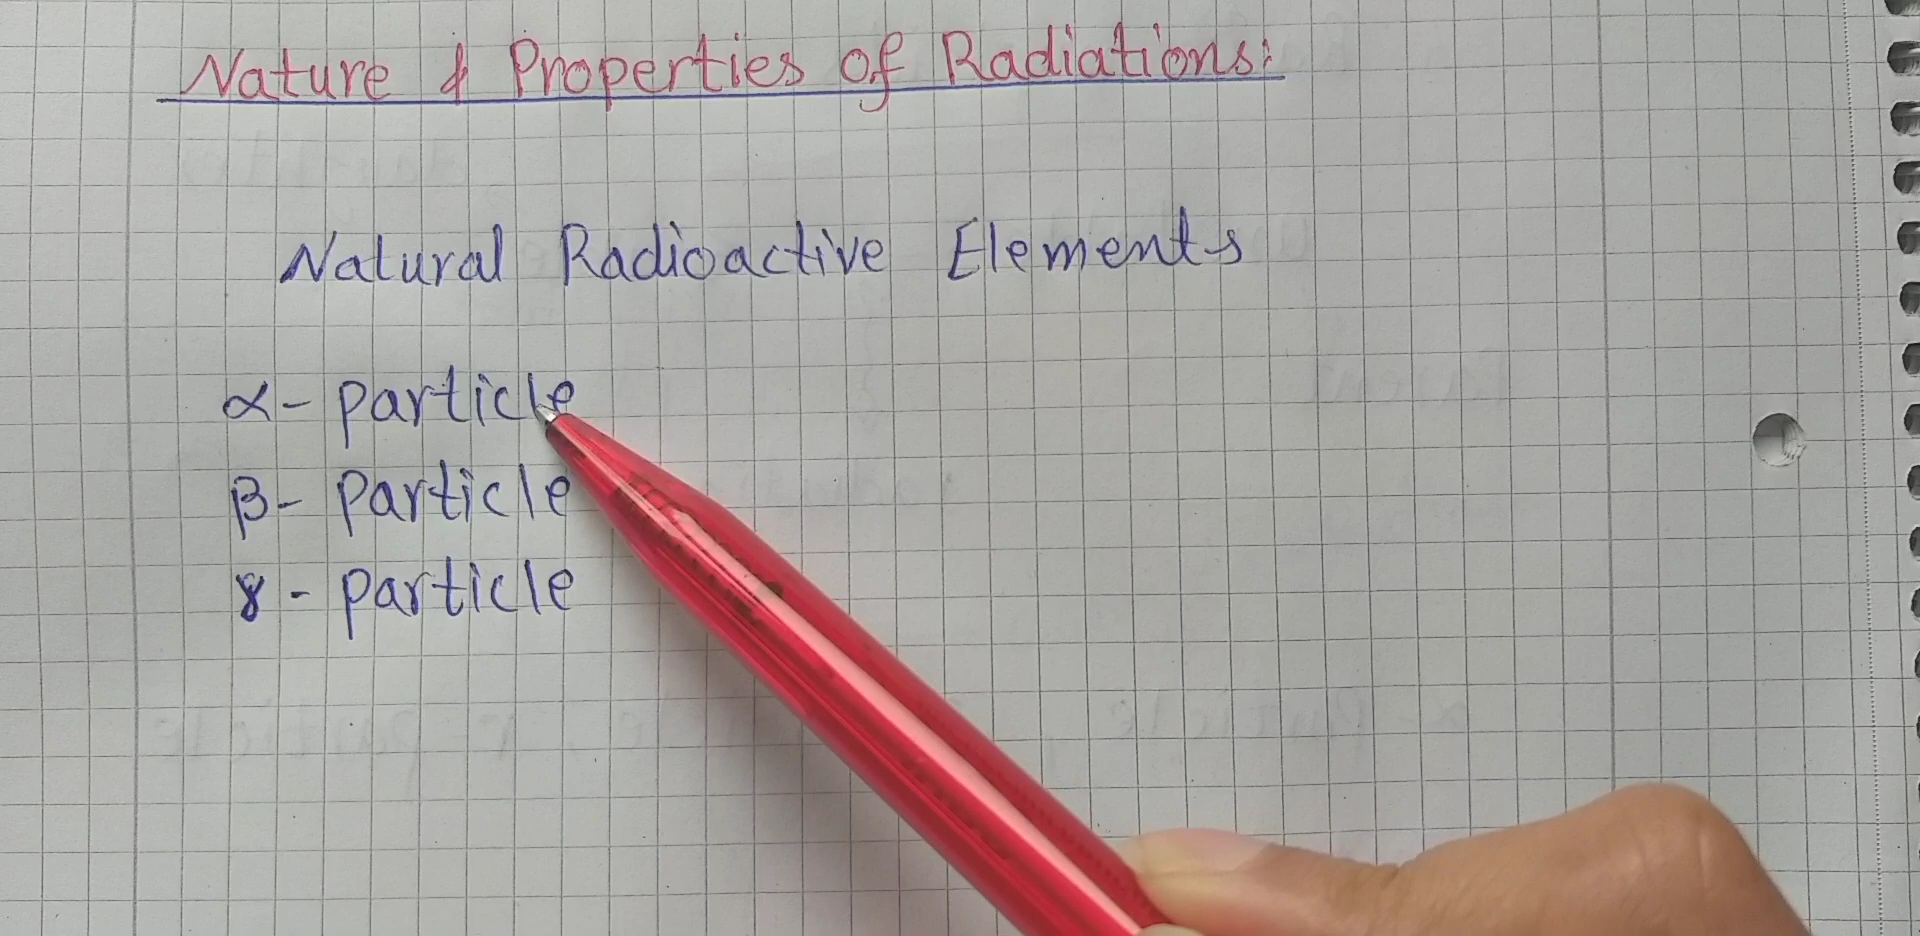 Nature & Properties of Radiations:
Natural Radioactive Elements
α- particle
β- particle
γ - particle